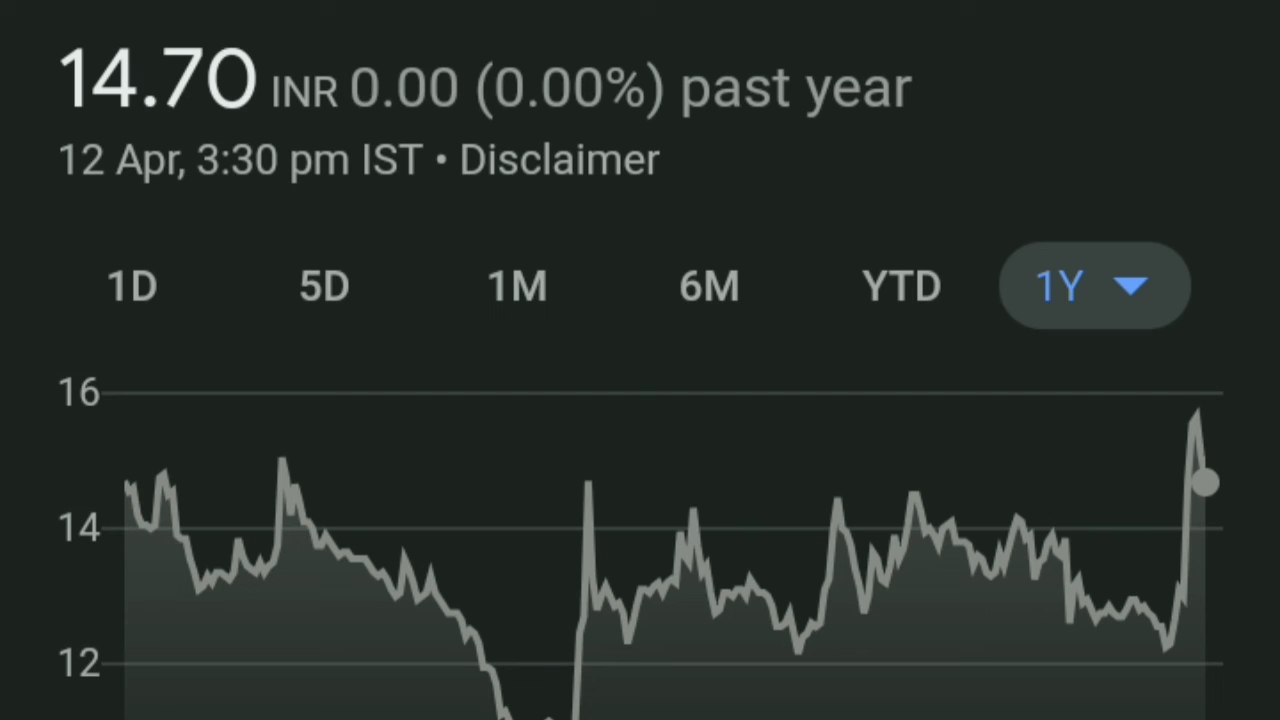 14.70 INR 0.00 (0.00%) past year
12 Apr, 3:30 pm IST • Disclaimer
1D 5D 1M 6M YTD 1Y
16
14
12